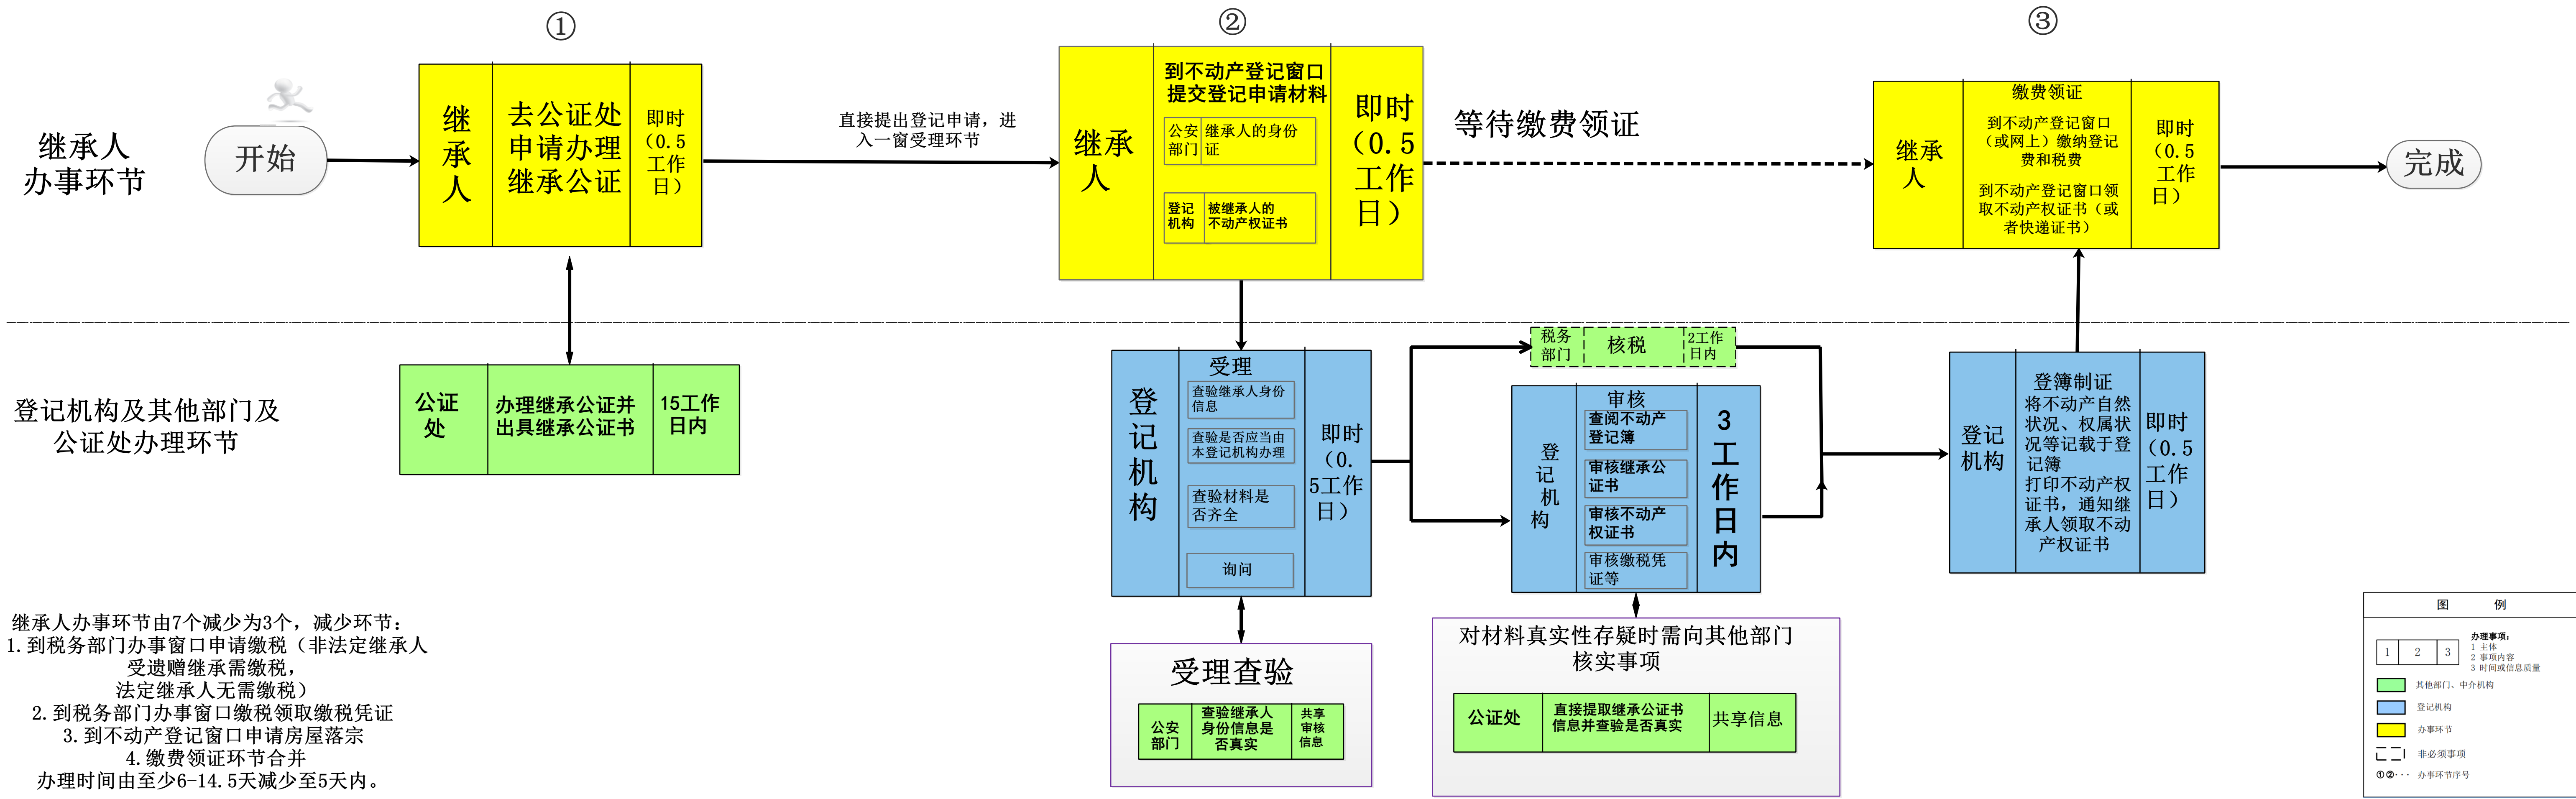 ①
②
③
继承人
办事环节
开始
继
承
人
去公证处
申请办理
继承公证
即时
（0.5
工作
日）
直接提出登记申请，进
入一窗受理环节
继承
人
到不动产登记窗口
提交登记申请材料
公安
部门
继承人的身份
证
登记
机构
被继承人的
不动产权证书
即时
（0.5
工作
日）
等待缴费领证
继承
人
缴费领证
到不动产登记窗口
（或网上）缴纳登记
费和税费
到不动产登记窗口领
取不动产权证书（或
者快递证书）
即时
（0.5
工作
日）
完成
登记机构及其他部门及
公证处办理环节
公证
处
办理继承公证并
出具继承公证书
15工作
日内
登
记
机
构
受理
查验继承人身份
信息
查验是否应当由
本登记机构办理
查验材料是
否齐全
询问
即时
（0.
5工作
日）
税务
部门
核税
2工作
日内
登
记
机
构
审核
查阅不动产
登记簿
审核继承公
证书
审核不动产
权证书
审核缴税凭
证等
3
工
作
日
内
登记
机构
登簿制证
将不动产自然
状况、权属状
况等记载于登
记簿
打印不动产权
证书，通知继
承人领取不动
产权证书
即时
（0.5
工作
日）
受理查验
公安
部门
查验继承人
身份信息是
否真实
共享
审核
信息
对材料真实性存疑时需向其他部门
核实事项
公证处
直接提取继承公证书
信息并查验是否真实
共享信息
继承人办事环节由7个减少为3个，减少环节：
1.到税务部门办事窗口申请缴税（非法定继承人
受遗赠继承需缴税，
法定继承人无需缴税）
2.到税务部门办事窗口缴税领取缴税凭证
3.到不动产登记窗口申请房屋落宗
4.缴费领证环节合并
办理时间由至少6-14.5天减少至5天内。
图 例
1 2 3
办理事项：
1 主体
2 事项内容
3 时间或信息质量
其他部门、中介机构
登记机构
办事环节
非必须事项
①②··· 办事环节序号